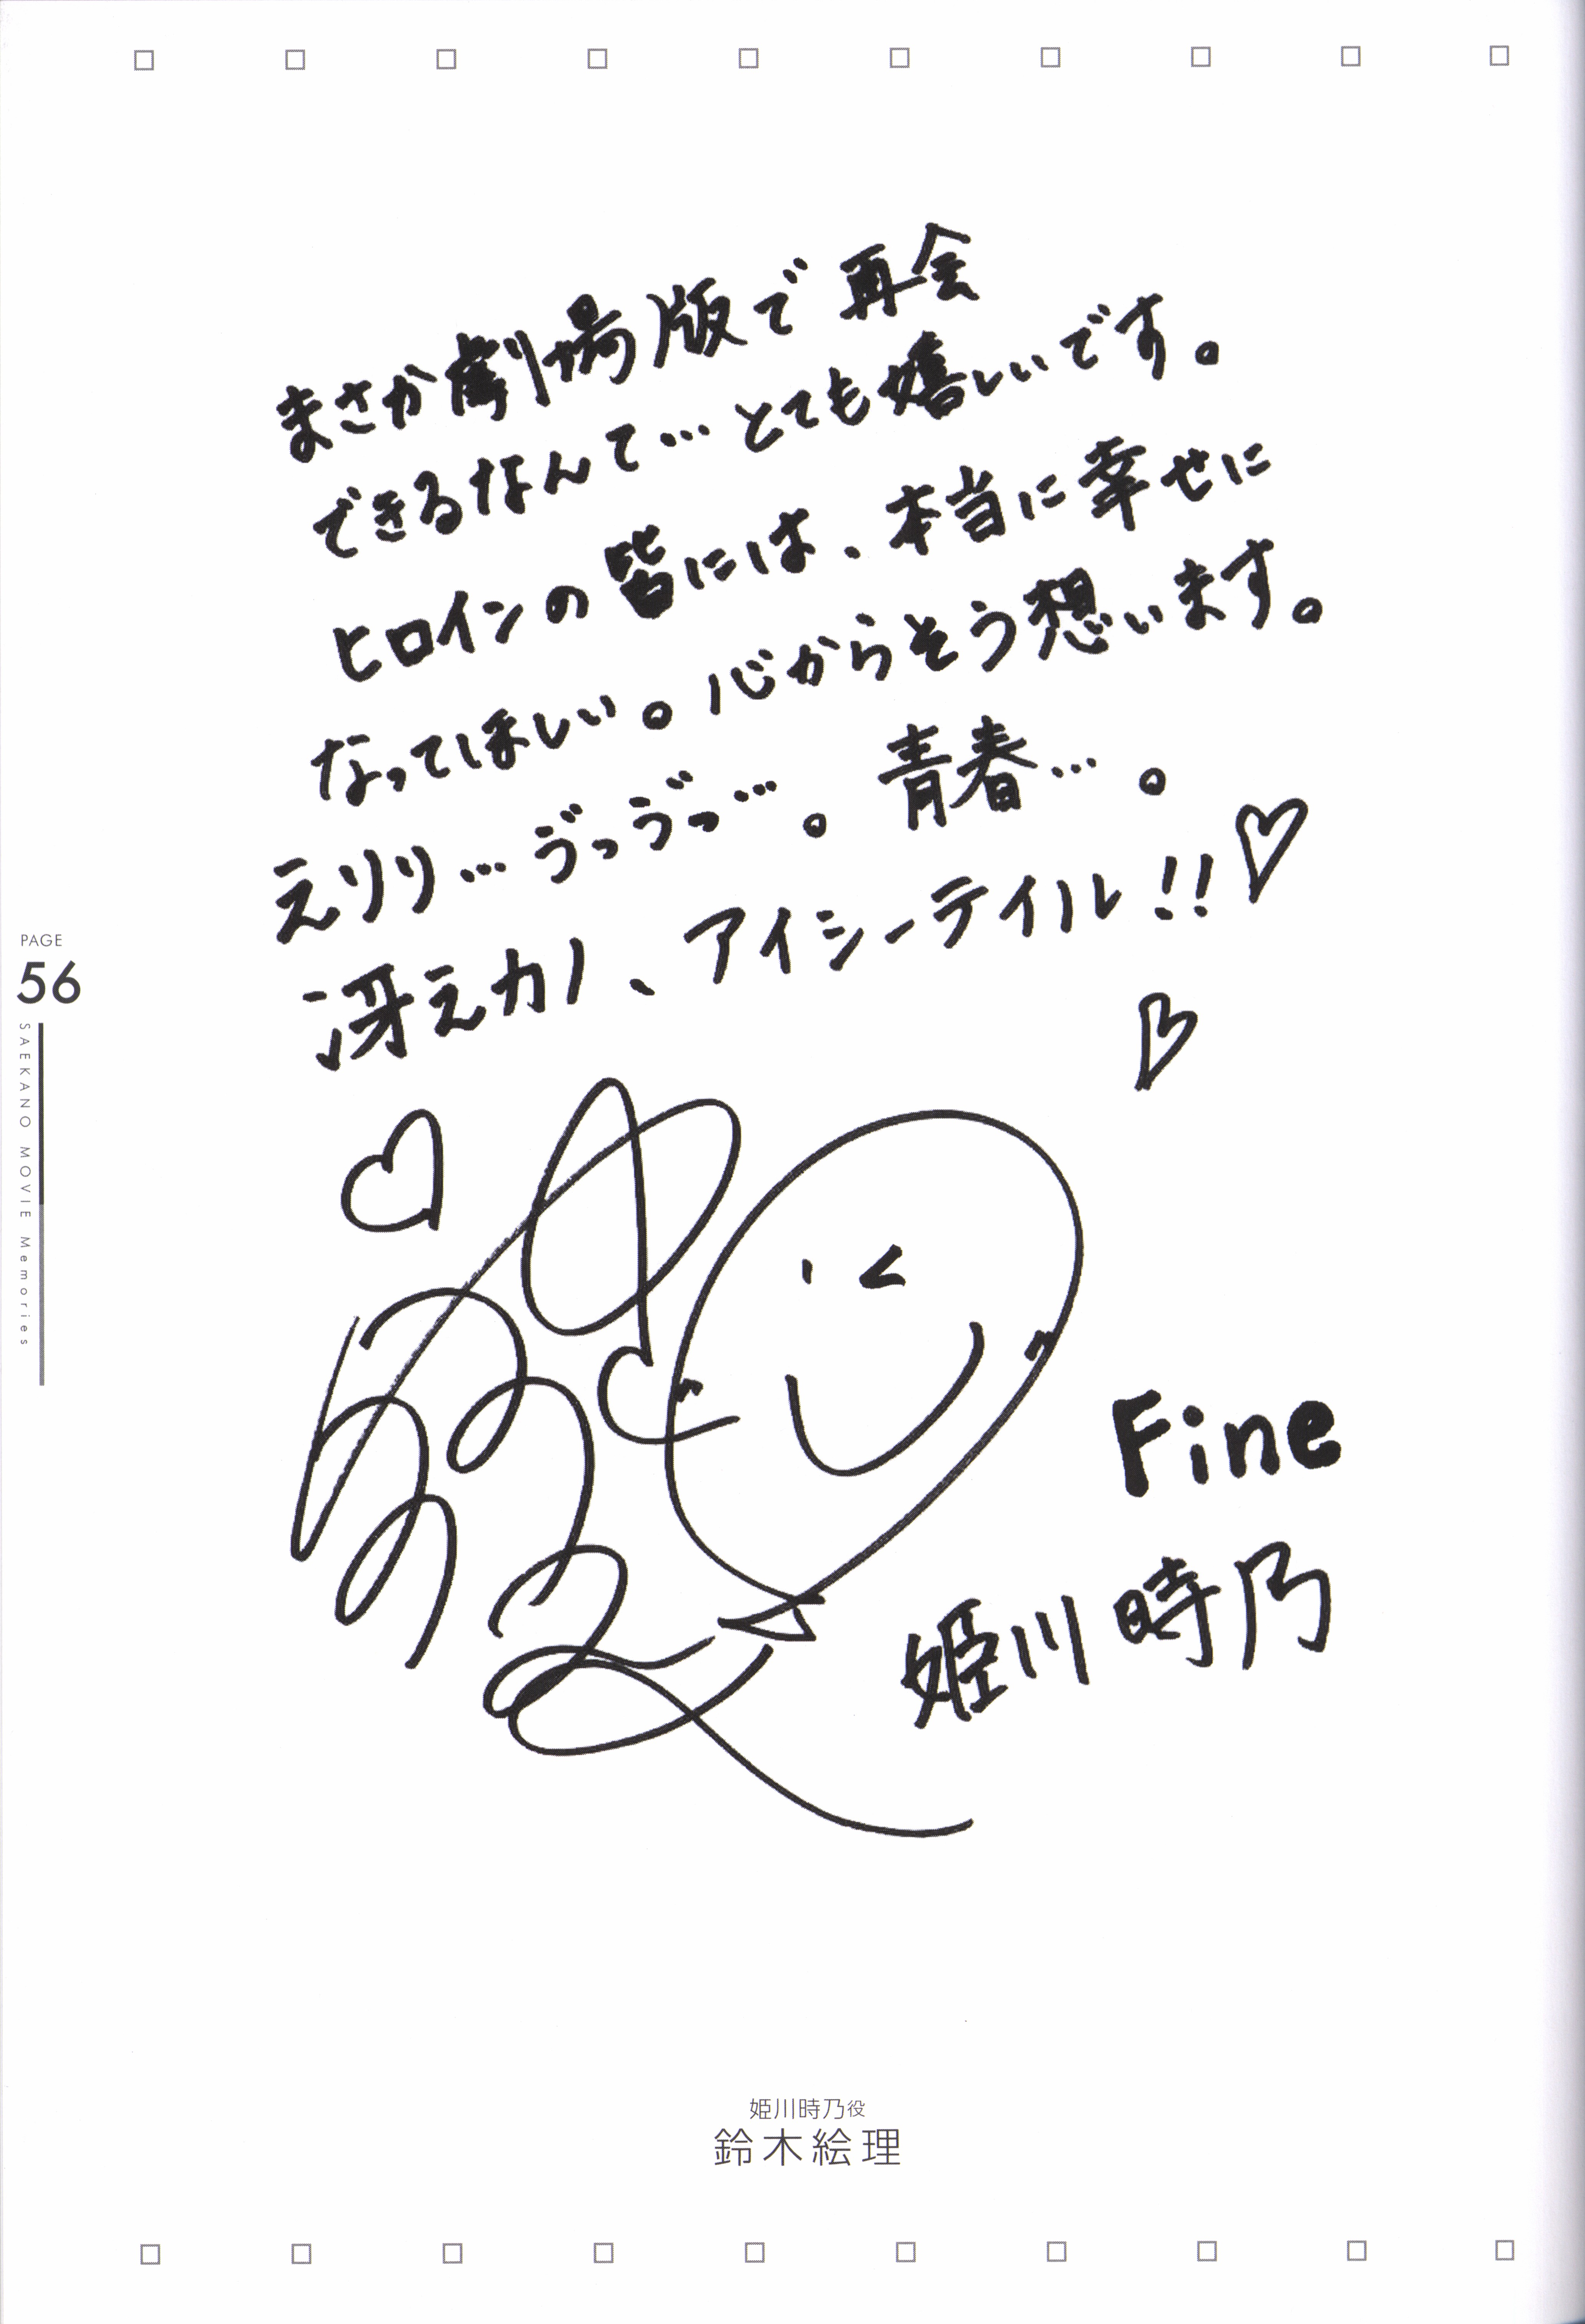 まさか劇場版で再会
できるなんて…とても嬉しいです。
ヒロインの皆には、本当に幸せに
なってほしい。心からそう想います。
えりり…ゔっゔっ…。青春…。
冴えカノ、アイシーテイル!!♡
Fine
姫川時乃
PAGE
56
SAEKANO MOVIE Memories
姫川時乃役
鈴木絵理